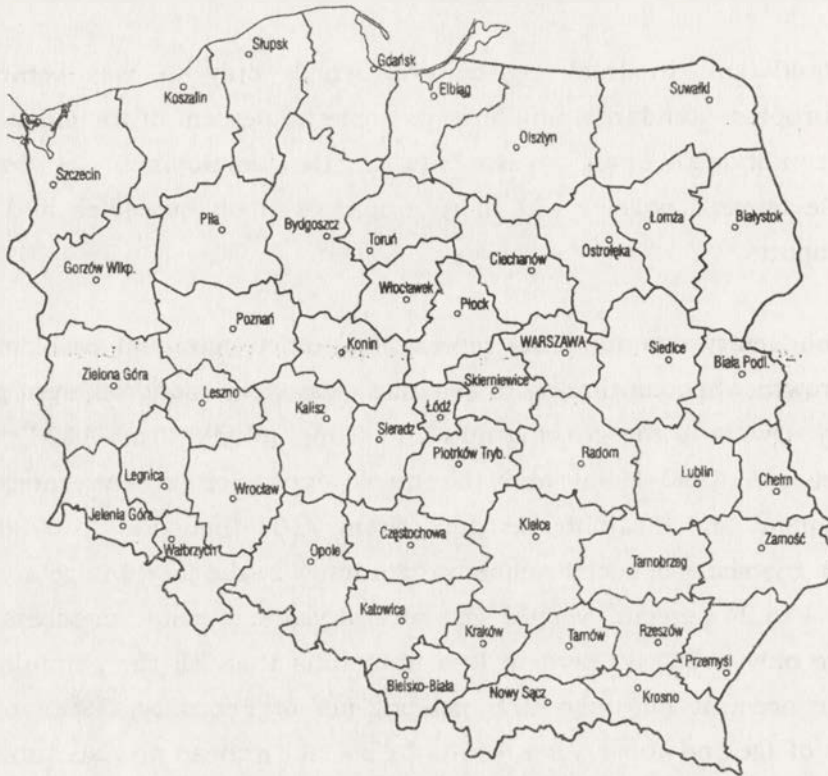 Słupsk
Gdańsk
Koszalin
Elbląg
Suwałki
Olsztyn
Szczecin
Piła
Bydgoszcz
Toruń
Łomża
Białystok
Ostrołęka
Ciechanów
Gorzów Wlkp.
Włocławek
Płock
Poznań
Konin
WARSZAWA
Siedlce
Biała Podl.
Zielona Góra
Leszno
Skierniewice
Kalisz
Łódź
Sieradz
Piotrków Tryb.
Radom
Legnica
Wrocław
Lublin
Chełm
Jelenia Góra
Wałbrzych
Opole
Częstochowa
Kielce
Zamość
Tarnobrzeg
Katowica
Kraków
Tarnów
Rzeszów
Przemyśl
Bielsko-Biała
Nowy Sącz
Krosno